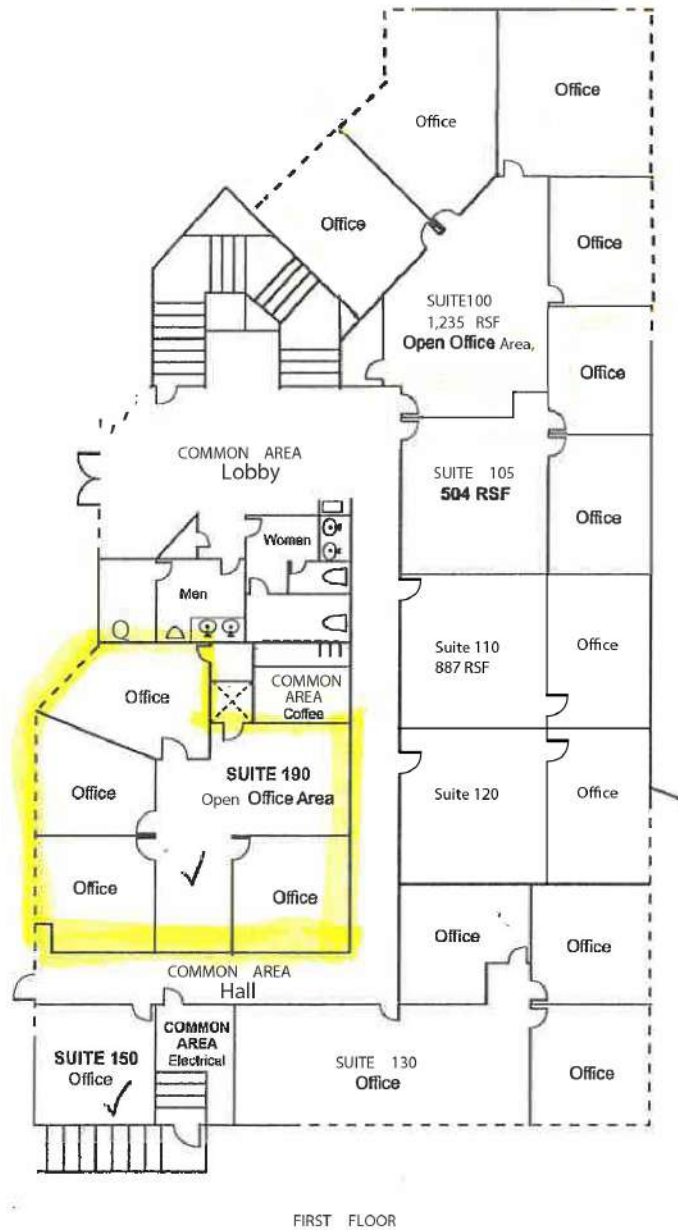 Office
Office
Office
Office
SUITE100
1,235 RSF
Open Office Area,
Office
COMMON AREA
Lobby
SUITE 105
504 RSF
Office
Women
Men
Q
Suite 110
887 RSF
Office
Office
COMMON
AREA
Coffee
SUITE 190
Open Office Area
Office
Suite 120
Office
Office
Office
Office
Office
COMMON AREA
Hall
COMMON
AREA
Electrical
SUITE 150
Office
SUITE 130
Office
Office
FIRST FLOOR